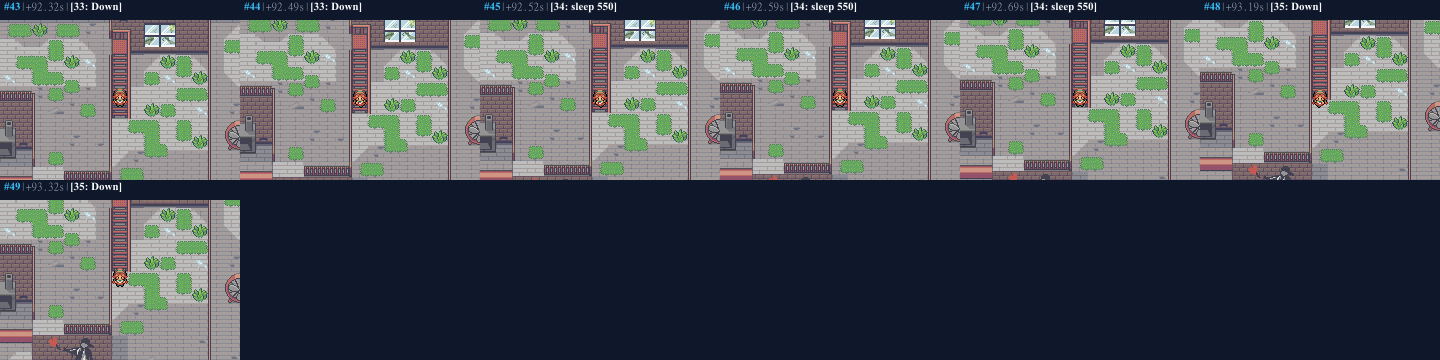 #43|+92.32s|[33: Down]
#44|+92.49s|[33: Down]
#45|+92.52s|[34: sleep 550]
#46|+92.59s|[34: sleep 550]
#47|+92.69s|[34: sleep 550]
#48|+93.19s|[35: Down]
#49|+93.32s|[35: Down]